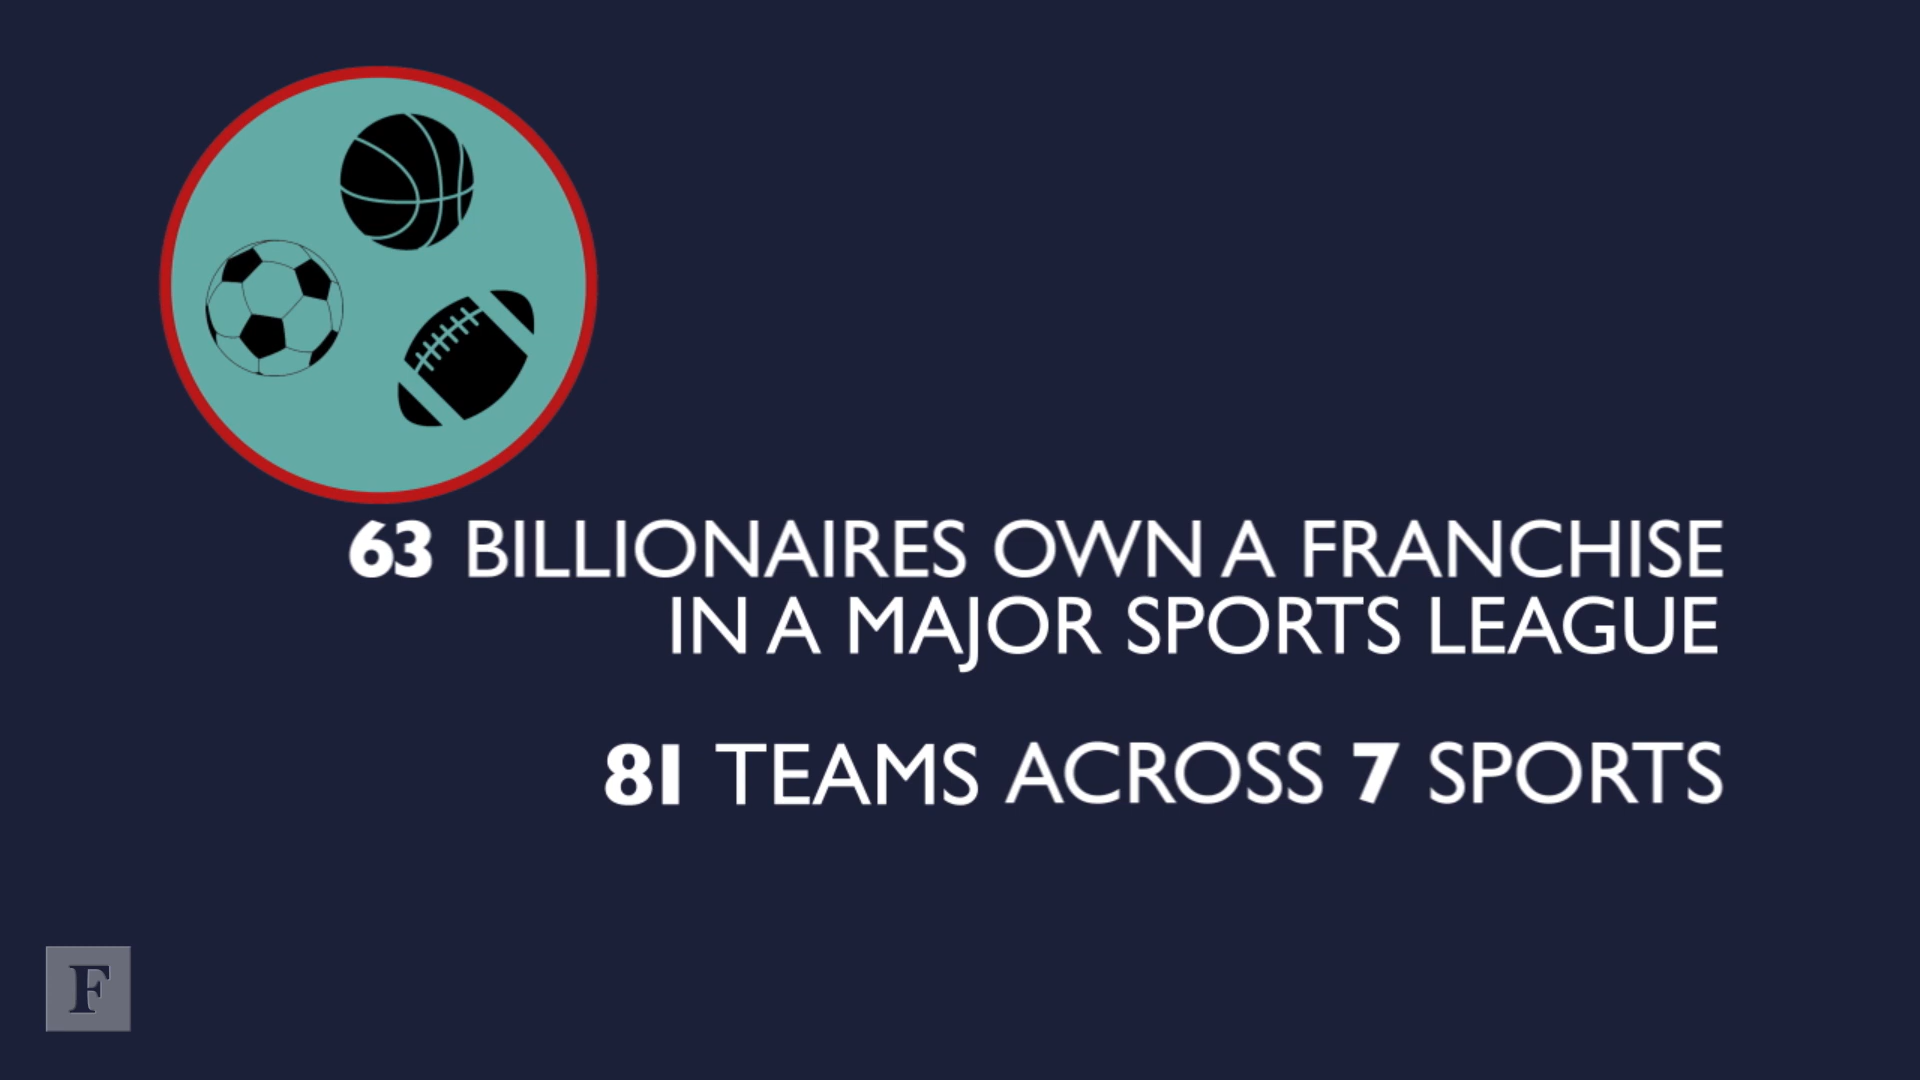 63 BILLIONAIRES OWN A FRANCHISE
IN A MAJOR SPORTS LEAGUE
81 TEAMS ACROSS 7 SPORTS
F